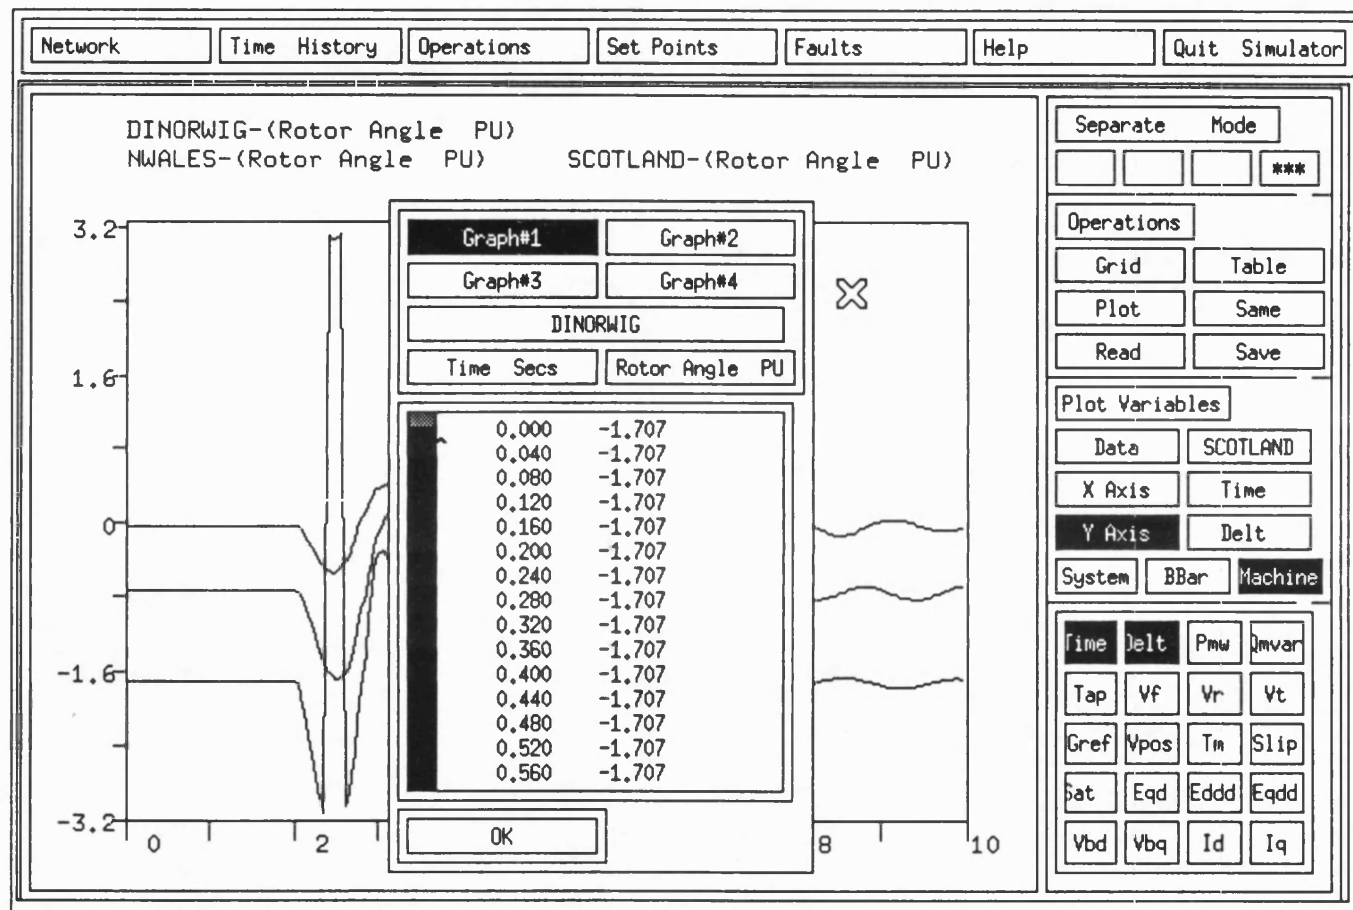 Network Time History Operations Set Points Faults Help Quit Simulator
DINORWIG-(Rotor Angle PU)
NWALES-(Rotor Angle PU) SCOTLAND-(Rotor Angle PU)
3.2
1.6
0
-1.6
-3.2
0 2 8 10
Graph#1 Graph#2
Graph#3 Graph#4
DINORWIG
Time Secs Rotor Angle PU
0.000 -1.707
0.040 -1.707
0.080 -1.707
0.120 -1.707
0.160 -1.707
0.200 -1.707
0.240 -1.707
0.280 -1.707
0.320 -1.707
0.360 -1.707
0.400 -1.707
0.440 -1.707
0.480 -1.707
0.520 -1.707
0.560 -1.707
OK
Separate Mode
***
Operations
Grid Table
Plot Same
Read Save
Plot Variables
Data SCOTLAND
X Axis Time
Y Axis Delt
System BBar Machine
Time Delt Pmw Qmvar
Tap Vf Vr Vt
Gref Vpos Tm Slip
Sat Eqd Eddd Eqdd
Vbd Vbq Id Iq